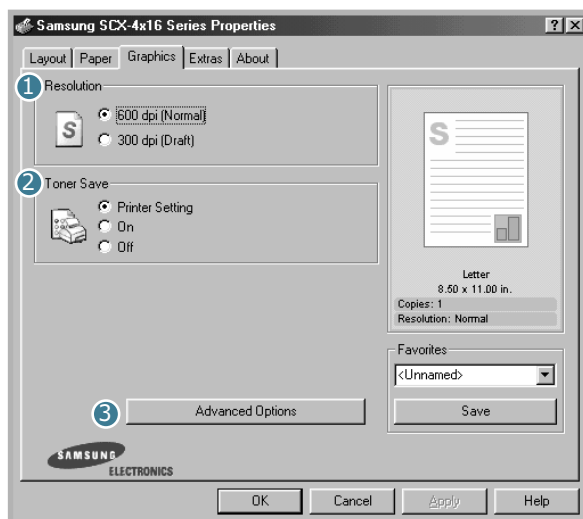 Samsung SCX-4x16 Series Properties
? X
Layout Paper Graphics Extras About
1 Resolution
S
600 dpi (Normal)
300 dpi (Draft)
2 Toner Save
Printer Setting
On
Off
3 Advanced Options
SAMSUNG
ELECTRONICS
S
Letter
8.50 x 11.00 in.
Copies: 1
Resolution: Normal
Favorites
<Unnamed>
Save
OK Cancel Apply Help